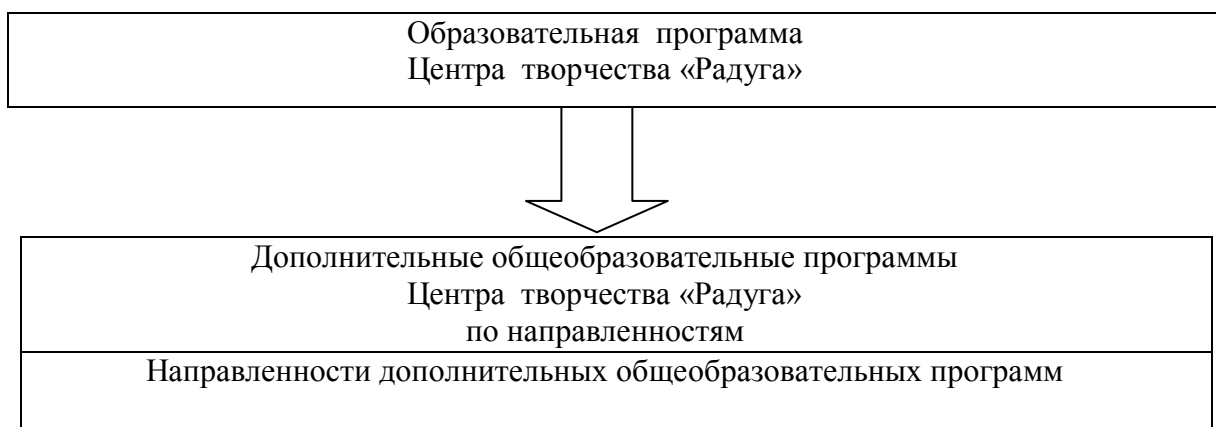 Образовательная программа
Центра творчества «Радуга»
Дополнительные общеобразовательные программы
Центра творчества «Радуга»
по направленностям
Направленности дополнительных общеобразовательных программ